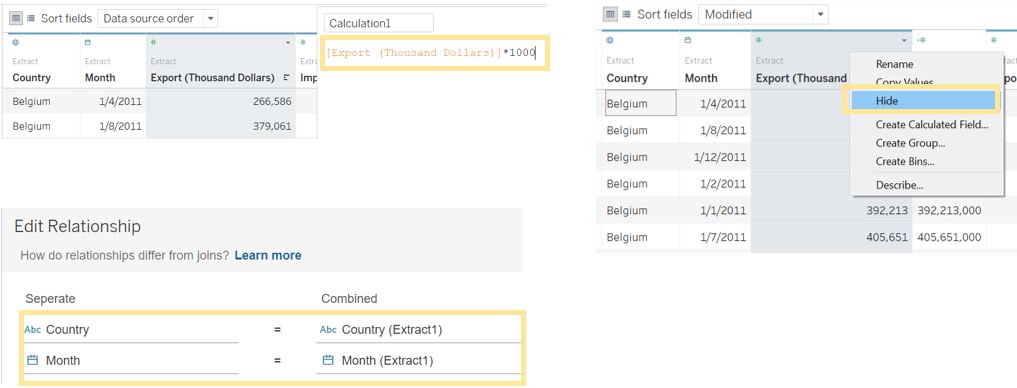 Sort fields Data source order
Extract Extract Extract Extract
Country Month Export (Thousand Dollars) Imp
Belgium 1/4/2011 266,586
Belgium 1/8/2011 379,061
Calculation1
[Export (Thousand Dollars)]*1000
Sort fields Modified
Extract Extract Extract Extract
Country Month Export (Thousand
Belgium 1/4/2011
Belgium 1/8/2011
Belgium 1/12/2011
Belgium 1/2/2011
Belgium 1/1/2011 392,213 392,213,000
Belgium 1/7/2011 405,651 405,651,000
Rename
Copy Values
Hide
Create Calculated Field...
Create Group...
Create Bins...
Describe...
Edit Relationship
How do relationships differ from joins? Learn more
Seperate Combined
Abc Country = Abc Country (Extract1)
Month = Month (Extract1)